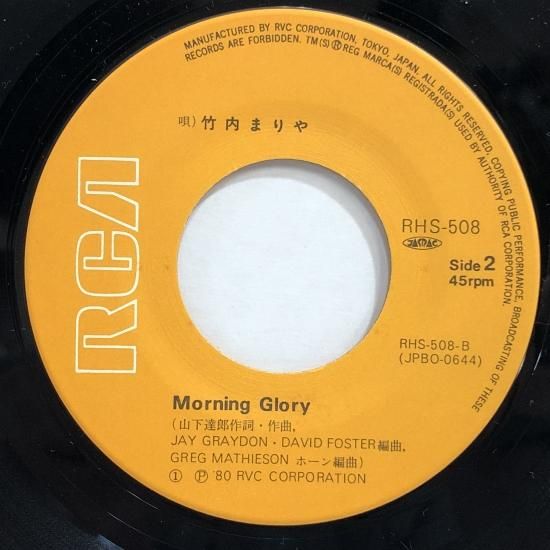 MANUFACTURED BY RVC CORPORATION, TOKYO, JAPAN, ALL RIGHTS RESERVED, COPYING PUBLIC PERFORMANCE, BROADCASTING OF THESE
RECORDS ARE FORBIDDEN. TM(S)®REG MARCA(S) REGISTRADA(S) USED BY AUTHORITY OF RCA CORPORATION.
唄) 竹内まりや
RCA
RHS-508
JASRAC
Side 2
45rpm
RHS-508-B
(JPBO-0644)
Morning Glory
(山下達郎作詞・作曲,
JAY GRAYDON・DAVID FOSTER編曲,
GREG MATHIESON ホーン編曲)
① Ⓟ '80 RVC CORPORATION